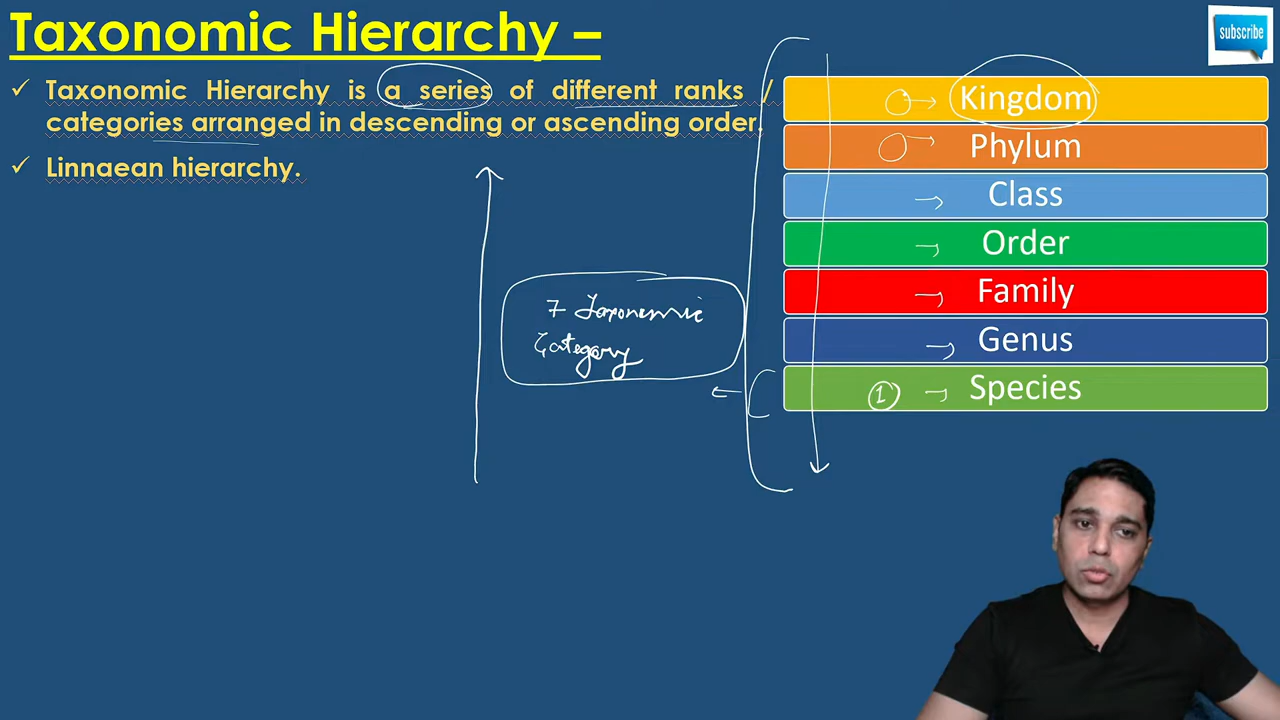 Taxonomic Hierarchy –
subscribe
✓ Taxonomic Hierarchy is a series of different ranks /
categories arranged in descending or ascending order.
✓ Linnaean hierarchy.
Kingdom
Phylum
Class
Order
Family
Genus
① Species
7 Taxonomic
Category